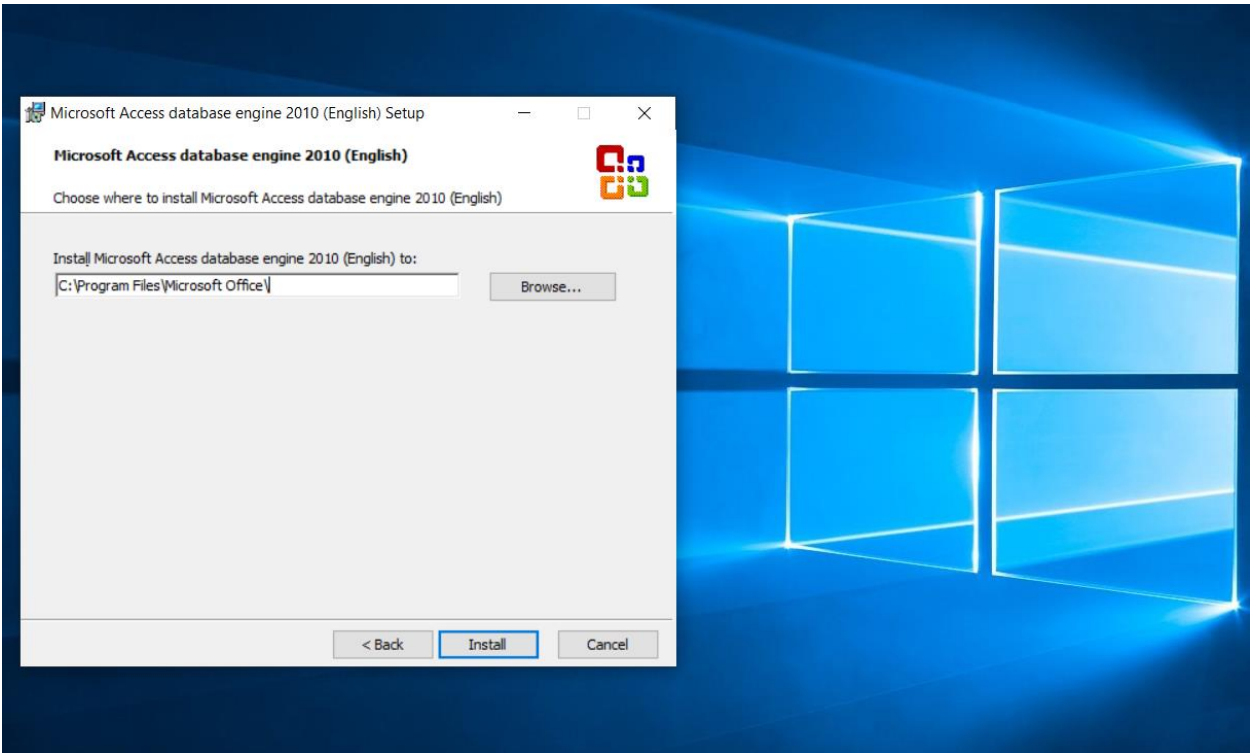 Microsoft Access database engine 2010 (English) Setup
Microsoft Access database engine 2010 (English)
Choose where to install Microsoft Access database engine 2010 (English)
Install Microsoft Access database engine 2010 (English) to:
C:\Program Files\Microsoft Office\
Browse...
< Back
Install
Cancel